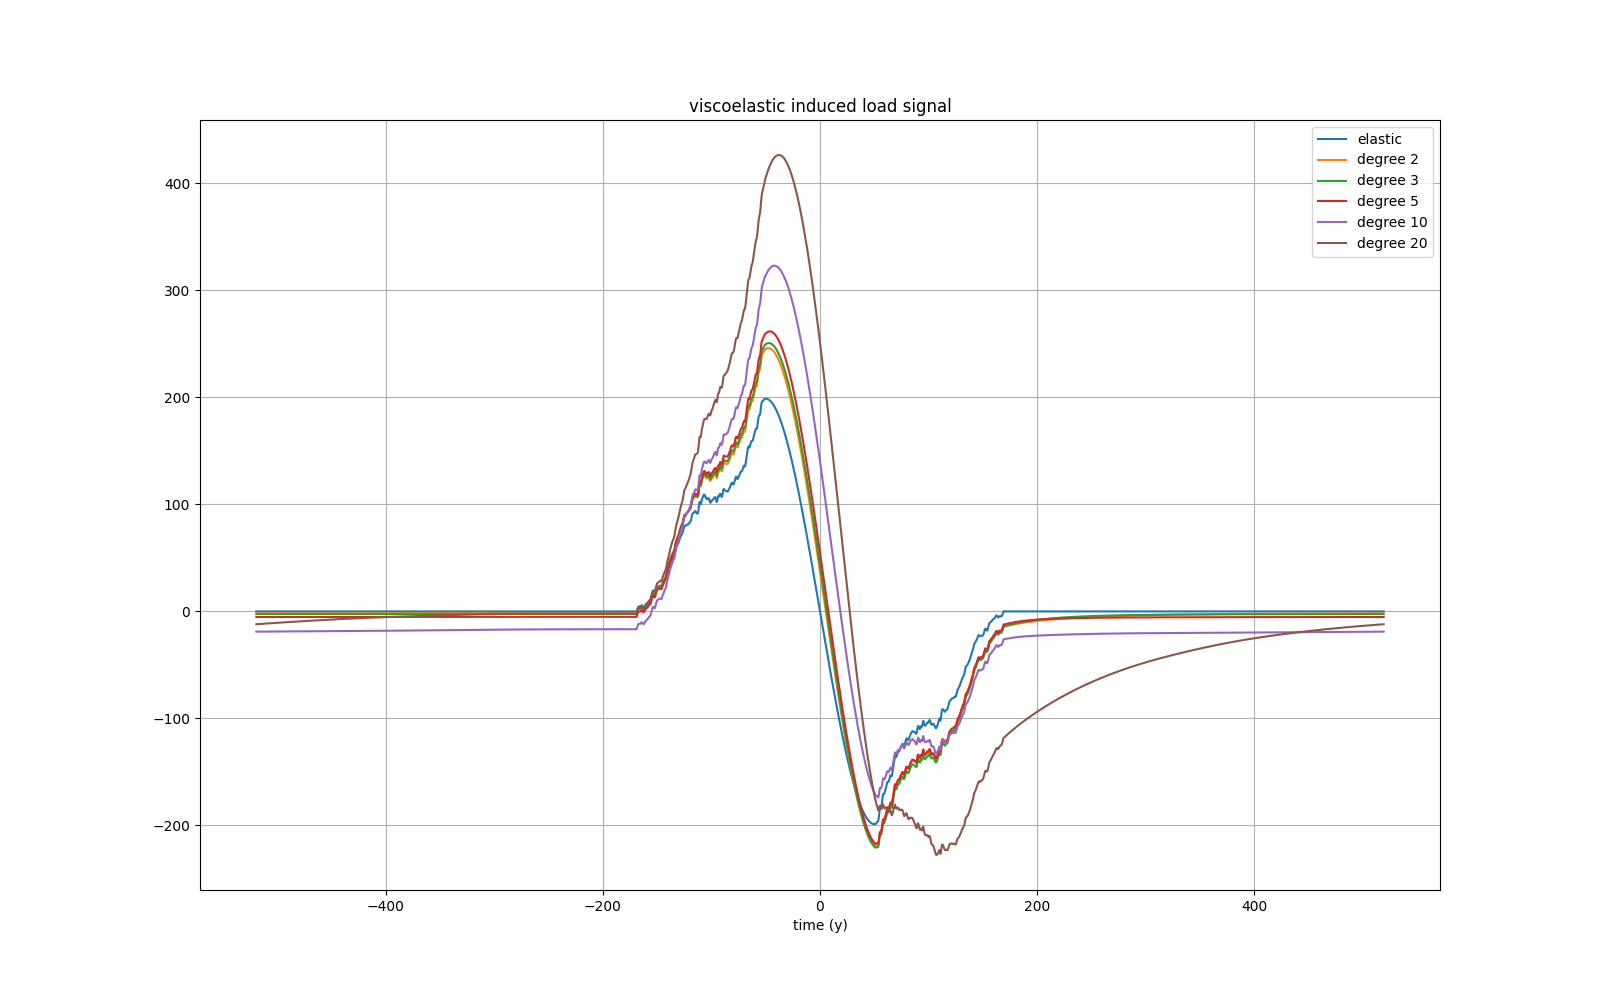 viscoelastic induced load signal
elastic
degree 2
degree 3
degree 5
degree 10
degree 20
400
300
200
100
0
−100
−200
−400
−200
0
200
400
time (y)